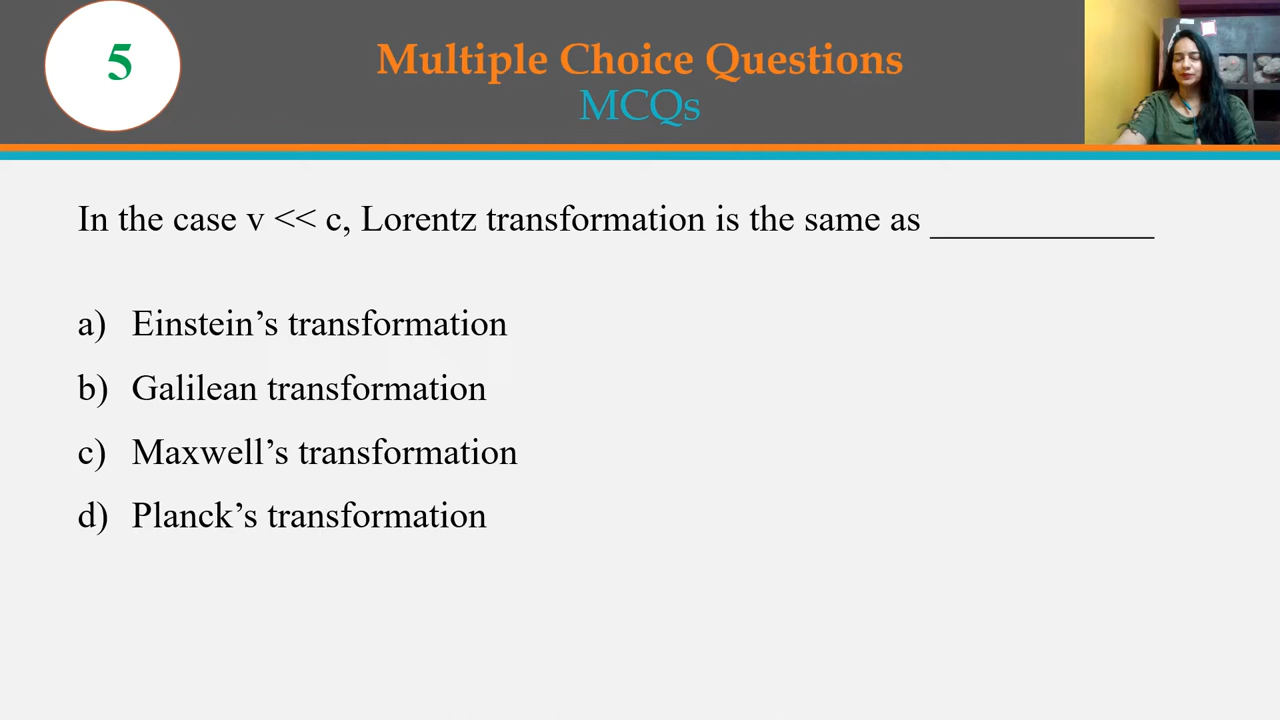 5
Multiple Choice Questions
MCQs
In the case v << c, Lorentz transformation is the same as ____________
a) Einstein’s transformation
b) Galilean transformation
c) Maxwell’s transformation
d) Planck’s transformation